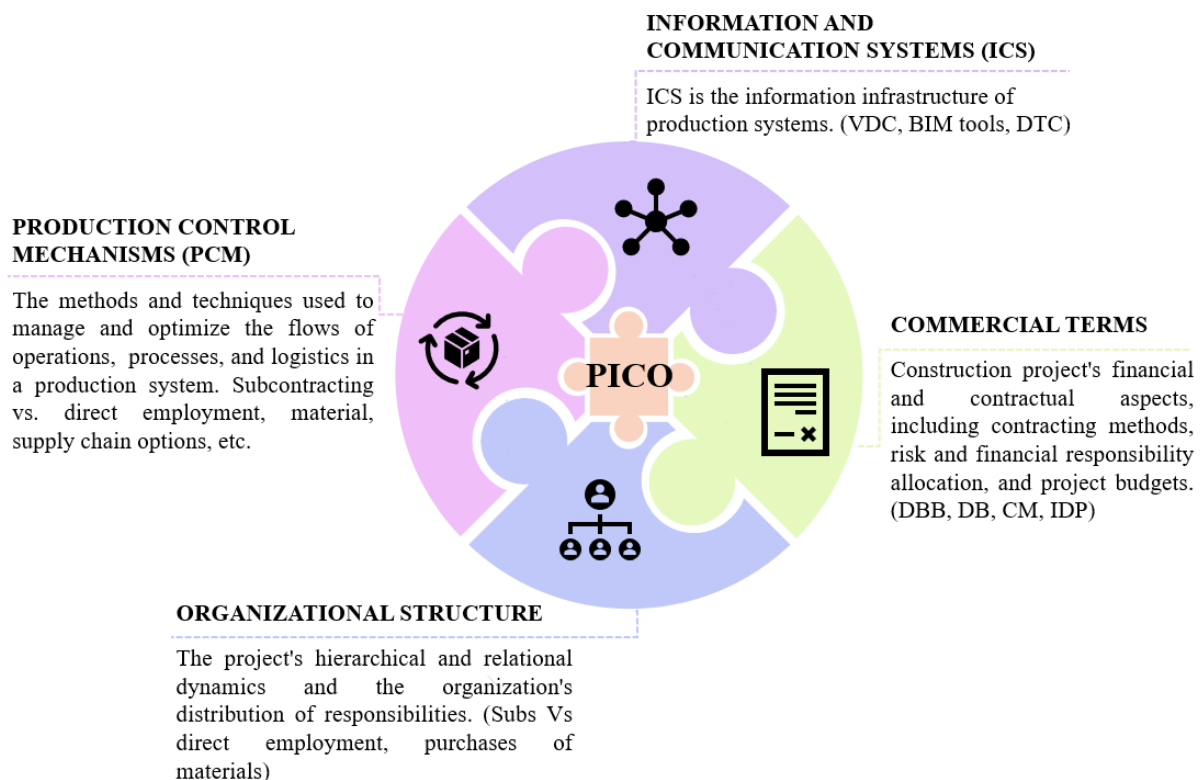 INFORMATION AND
COMMUNICATION SYSTEMS (ICS)
ICS is the information infrastructure of
production systems. (VDC, BIM tools, DTC)
PRODUCTION CONTROL
MECHANISMS (PCM)
The methods and techniques used to
manage and optimize the flows of
operations, processes, and logistics in
a production system. Subcontracting
vs. direct employment, material,
supply chain options, etc.
PICO
COMMERCIAL TERMS
Construction project's financial
and contractual aspects,
including contracting methods,
risk and financial responsibility
allocation, and project budgets.
(DBB, DB, CM, IDP)
ORGANIZATIONAL STRUCTURE
The project's hierarchical and relational
dynamics and the organization's
distribution of responsibilities. (Subs Vs
direct employment, purchases of
materials)